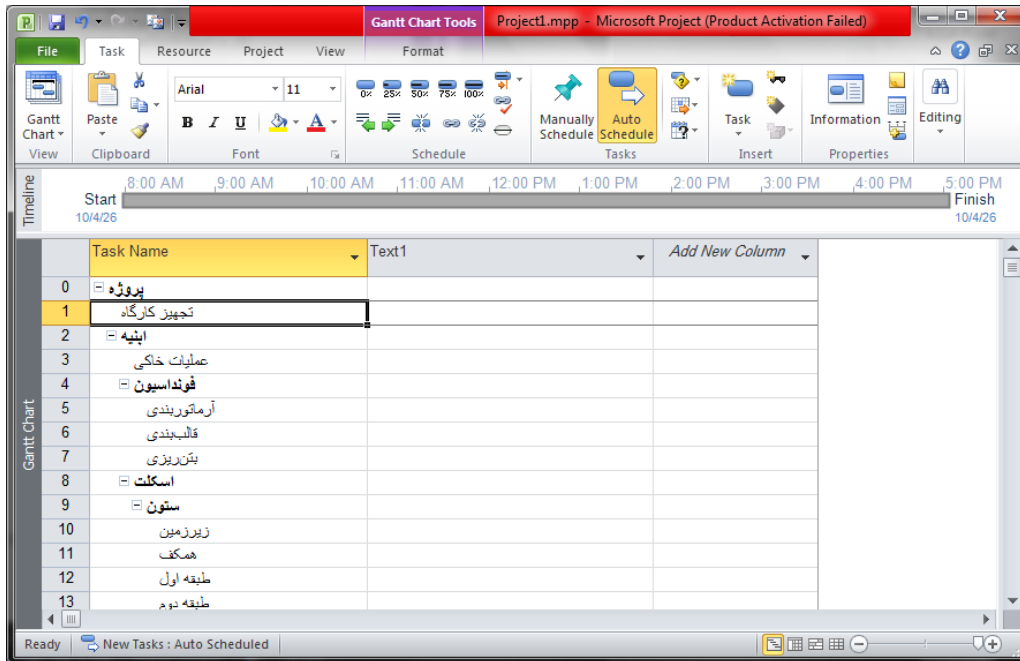 Gantt Chart Tools Project1.mpp - Microsoft Project (Product Activation Failed)
File Task Resource Project View Format
Gantt Chart
View
Paste
Clipboard
Arial 11
B I U A
Font
0% 25% 50% 75% 100%
Schedule
Manually Schedule
Auto Schedule
Tasks
Task
Insert
Information
Properties
Editing
Timeline
8:00 AM 9:00 AM 10:00 AM 11:00 AM 12:00 PM 1:00 PM 2:00 PM 3:00 PM 4:00 PM 5:00 PM
Start Finish
10/4/26 10/4/26
Gantt Chart
Task Name Text1 Add New Column
0 پروژه
1 تجهیز کارگاه
2 ابنیه
3 عملیات خاکی
4 فونداسیون
5 آرماتوربندی
6 قالب‌بندی
7 بتن‌ریزی
8 اسکلت
9 ستون
10 زیرزمین
11 همکف
12 طبقه اول
13 طبقه دوم
Ready New Tasks : Auto Scheduled